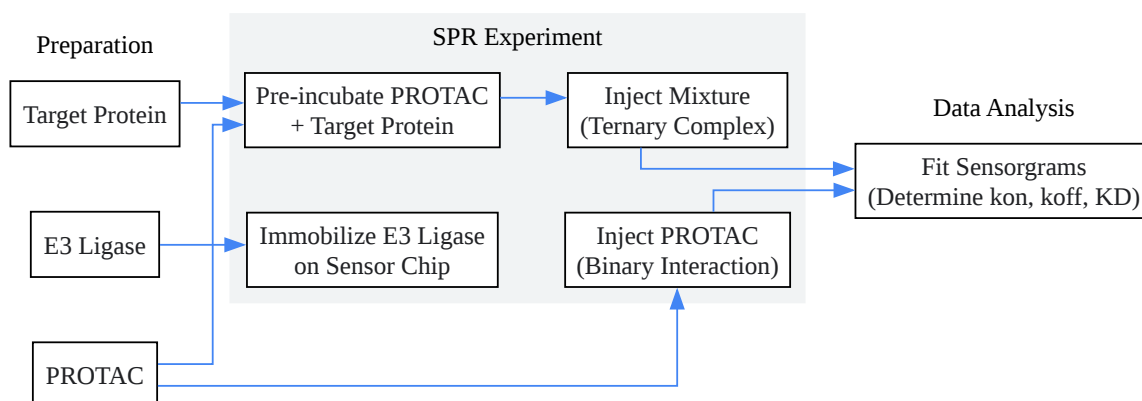 Preparation
SPR Experiment
Target Protein
Pre-incubate PROTAC
+ Target Protein
Inject Mixture
(Ternary Complex)
Data Analysis
Fit Sensorgrams
(Determine kon, koff, KD)
E3 Ligase
Immobilize E3 Ligase
on Sensor Chip
Inject PROTAC
(Binary Interaction)
PROTAC